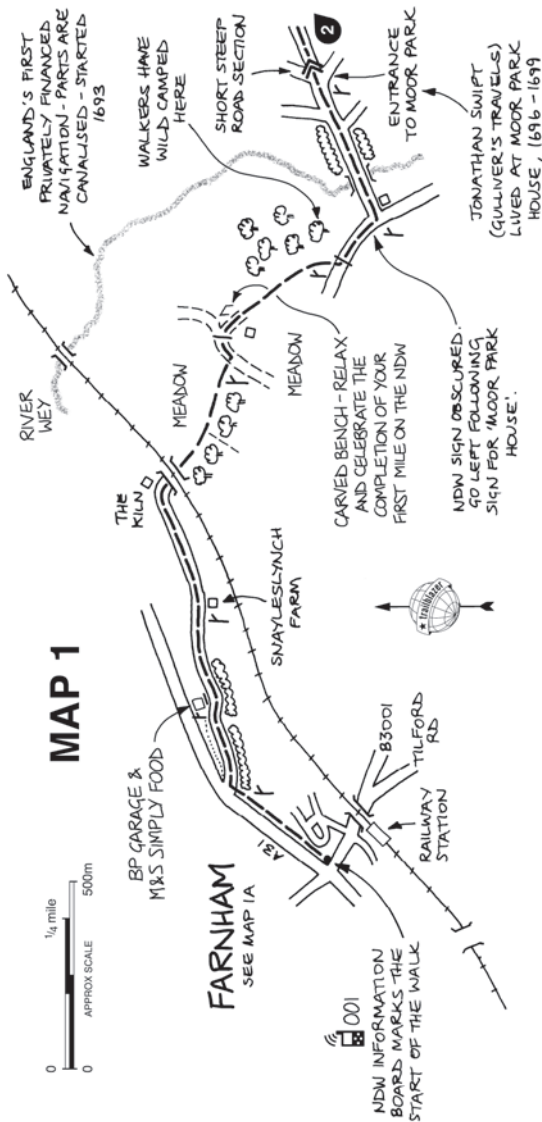 MAP 1
0
1/4 mile
APPROX SCALE
0
500m
FARNHAM
SEE MAP 1A
001
NDW INFORMATION
BOARD MARKS THE
START OF THE WALK
A31
BP GARAGE &
M&S SIMPLY FOOD
B3001
TILFORD
RD
RAILWAY
STATION
SNAYLESLYNCH
FARM
THE
KILN
★ trailblazer
RIVER
WEY
MEADOW
MEADOW
CARVED BENCH - RELAX
AND CELEBRATE THE
COMPLETION OF YOUR
FIRST MILE ON THE NDW
ENGLAND'S FIRST
PRIVATELY FINANCED
NAVIGATION - PARTS ARE
CANALISED - STARTED
1693
WALKERS HAVE
WILD CAMPED
HERE
NDW SIGN OBSCURED.
GO LEFT FOLLOWING
SIGN FOR 'MOOR PARK
HOUSE'.
SHORT STEEP
ROAD SECTION
2
ENTRANCE
TO MOOR PARK
JONATHAN SWIFT
(GULLIVER'S TRAVELS)
LIVED AT MOOR PARK
HOUSE, 1696 - 1699